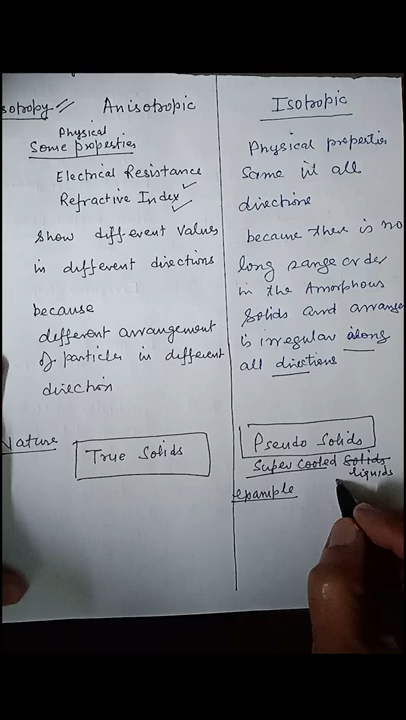 sotropy Anisotropic
Physical
Some properties
Electrical Resistance
Refractive Index
Show different values
in different directions
because
different arrangement
of particles in different
direction
Nature
True Solids
Isotropic
Physical properties
Same in all
directions
because there is no
long range order
in the Amorphous
Solids and arrange
is irregular along
all directions
Pseudo Solids
Super cooled solids
liquids
example